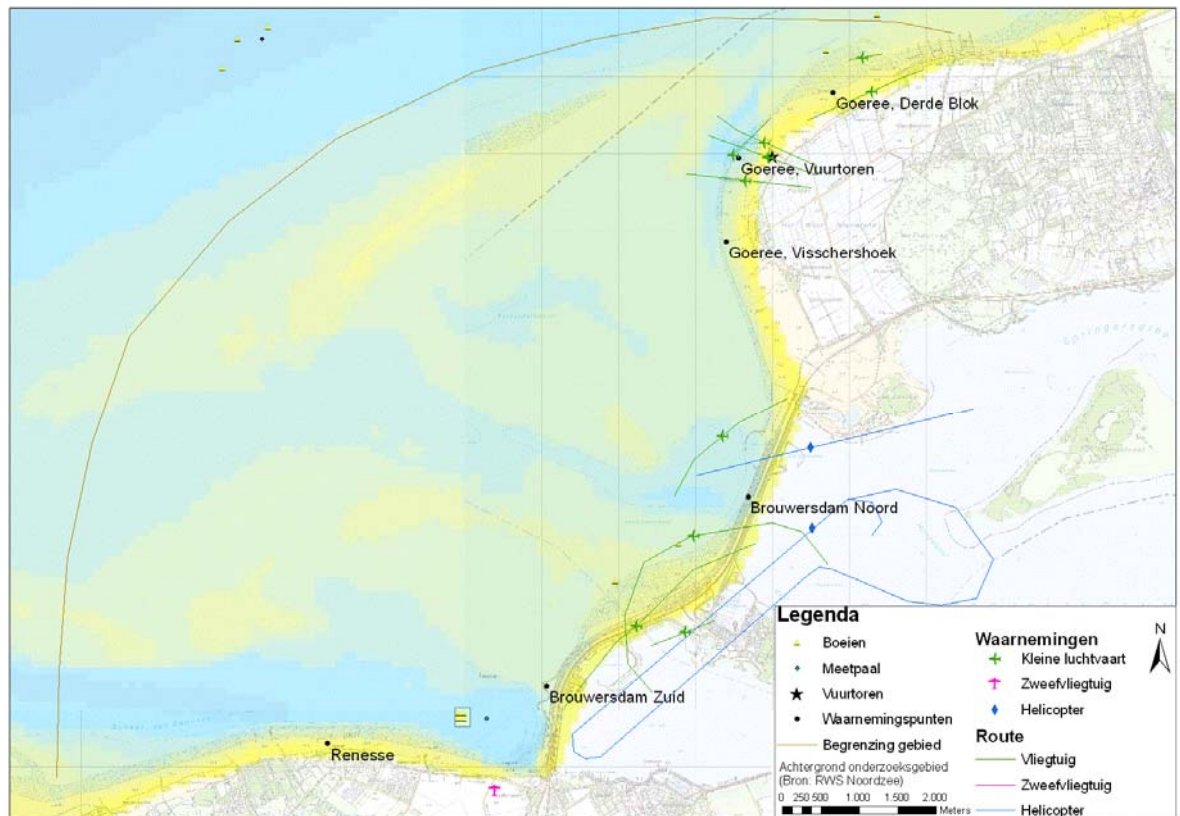 Goeree, Derde Blok
Goeree, Vuurtoren
Goeree, Visschershoek
Brouwersdam Noord
Brouwersdam Zuid
Renesse
Legenda
Boeien
Meetpaal
Vuurtoren
Waarnemingspunten
Begrenzing gebied
Achtergrond onderzoeksgebied
(Bron: RWS Noordzee)
0 250 500 1.000 1.500 2.000
Meters
Waarnemingen
Kleine luchtvaart
Zweefvliegtuig
Helicopter
Route
Vliegtuig
Zweefvliegtuig
Helicopter
N